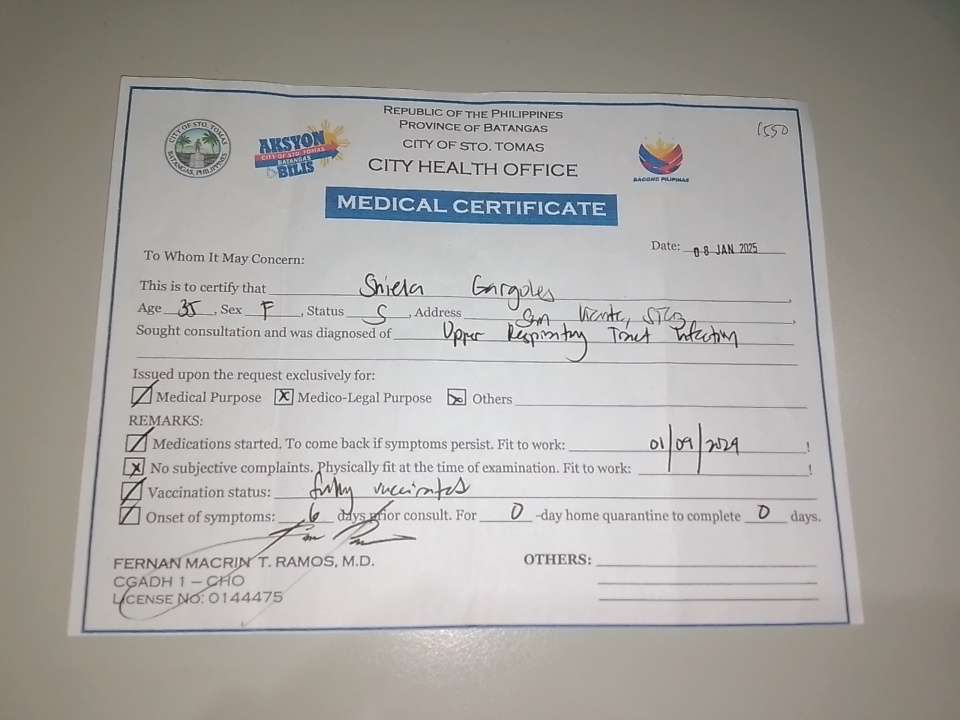 REPUBLIC OF THE PHILIPPINES
PROVINCE OF BATANGAS
CITY OF STO. TOMAS
CITY HEALTH OFFICE
CITY OF STO. TOMAS
BATANGAS, PHILIPPINES
AKSYON
CITY OF STO. TOMAS
BATANGAS
BILIS
BAGONG PILIPINAS
1550
MEDICAL CERTIFICATE
Date: 08 JAN 2025
To Whom It May Concern:
This is to certify that Shiela Gargoles,
Age 35, Sex F, Status S, Address San Vicente, STCB,
Sought consultation and was diagnosed of Upper Respiratory Tract Infection
Issued upon the request exclusively for:
Medical Purpose Medico-Legal Purpose Others
REMARKS:
Medications started. To come back if symptoms persist. Fit to work: 01/09/2029!
No subjective complaints. Physically fit at the time of examination. Fit to work: !
Vaccination status: fully vaccinated
Onset of symptoms: 6 days prior consult. For 0 -day home quarantine to complete 0 days.
FERNAN MACRIN T. RAMOS, M.D.
CGADH 1 – CHO
LICENSE NO: 0144475
OTHERS: